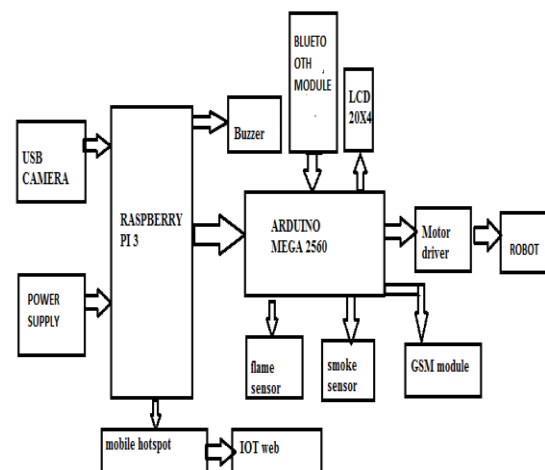 BLUETO
OTH
MODULE
LCD
20X4
USB
CAMERA
Buzzer
RASPBERRY
PI 3
ARDUINO
MEGA 2560
Motor
driver
ROBOT
POWER
SUPPLY
flame
sensor
smoke
sensor
GSM module
mobile hotspot
IOT web